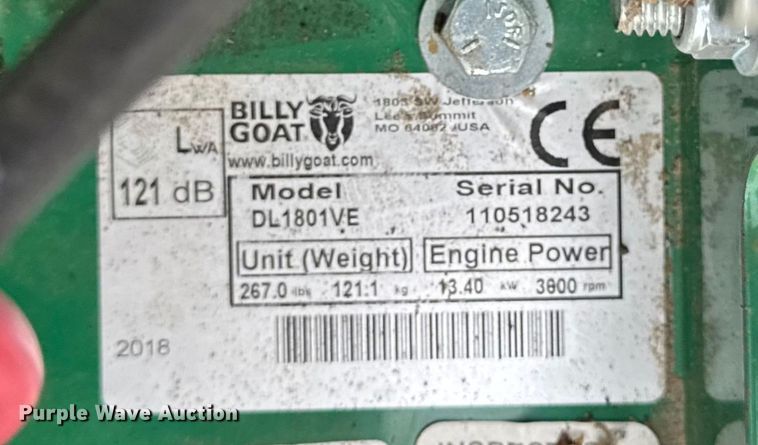 BILLY
GOAT
1803 SW Jefferson
Lee's Summit
MO 64082 USA
www.billygoat.com
CE
LWA
121 dB
Model Serial No.
DL1801VE 110518243
Unit (Weight) Engine Power
267.0 lbs 121.1 kg 13.40 kW 3600 rpm
2018
Purple Wave Auction